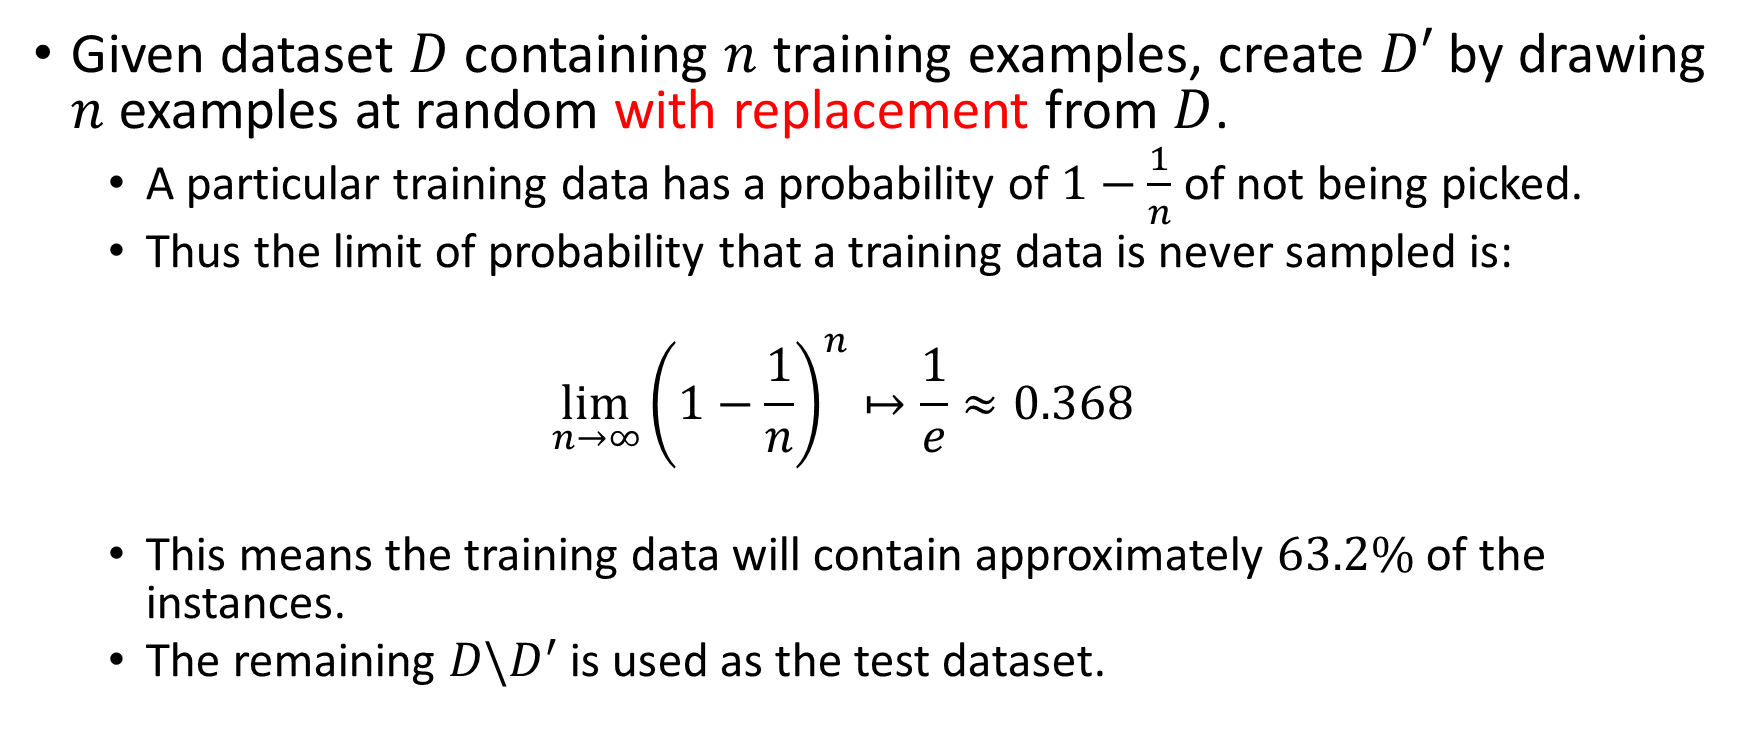 • Given dataset D containing n training examples, create D′ by drawing
n examples at random with replacement from D.
• A particular training data has a probability of 1 − 1/n of not being picked.
• Thus the limit of probability that a training data is never sampled is:
lim n→∞ (1 − 1/n)^n ↦ 1/e ≈ 0.368
• This means the training data will contain approximately 63.2% of the
instances.
• The remaining D\D′ is used as the test dataset.